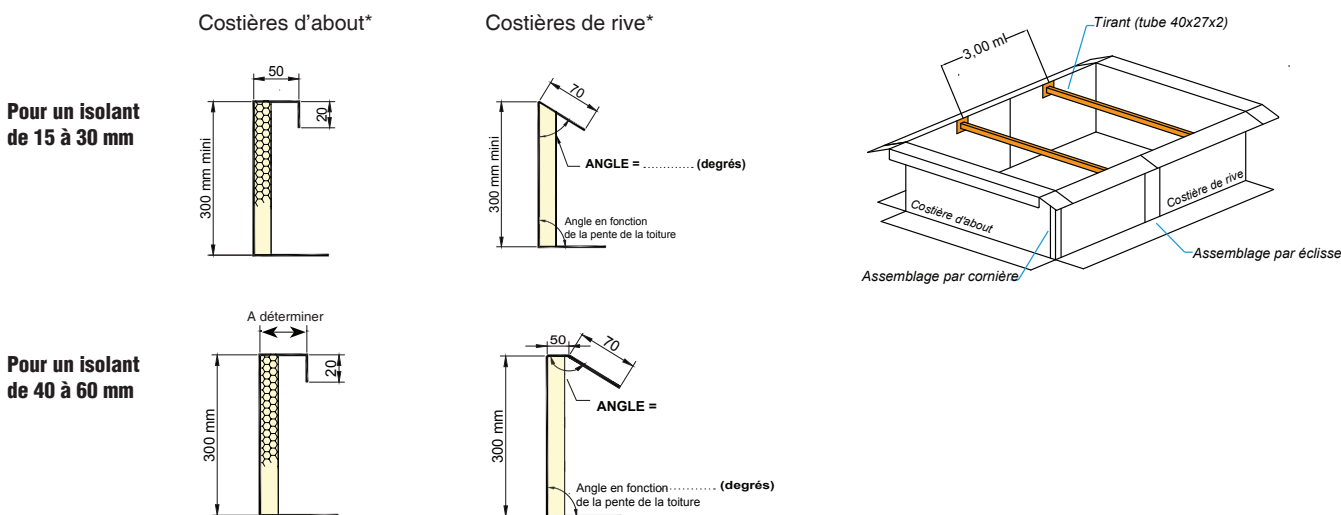 Costières d'about*
Costières de rive*
Tirant (tube 40x27x2)
3,00 ml
Pour un isolant
de 15 à 30 mm
50
20
300 mm mini
70
300 mm mini
ANGLE = ............ (degrés)
Angle en fonction
de la pente de la toiture
Costière d'about
Costière de rive
Assemblage par éclisse
Assemblage par cornière
Pour un isolant
de 40 à 60 mm
A déterminer
20
300 mm
50
70
300 mm
ANGLE =
Angle en fonction ............ (degrés)
de la pente de la toiture